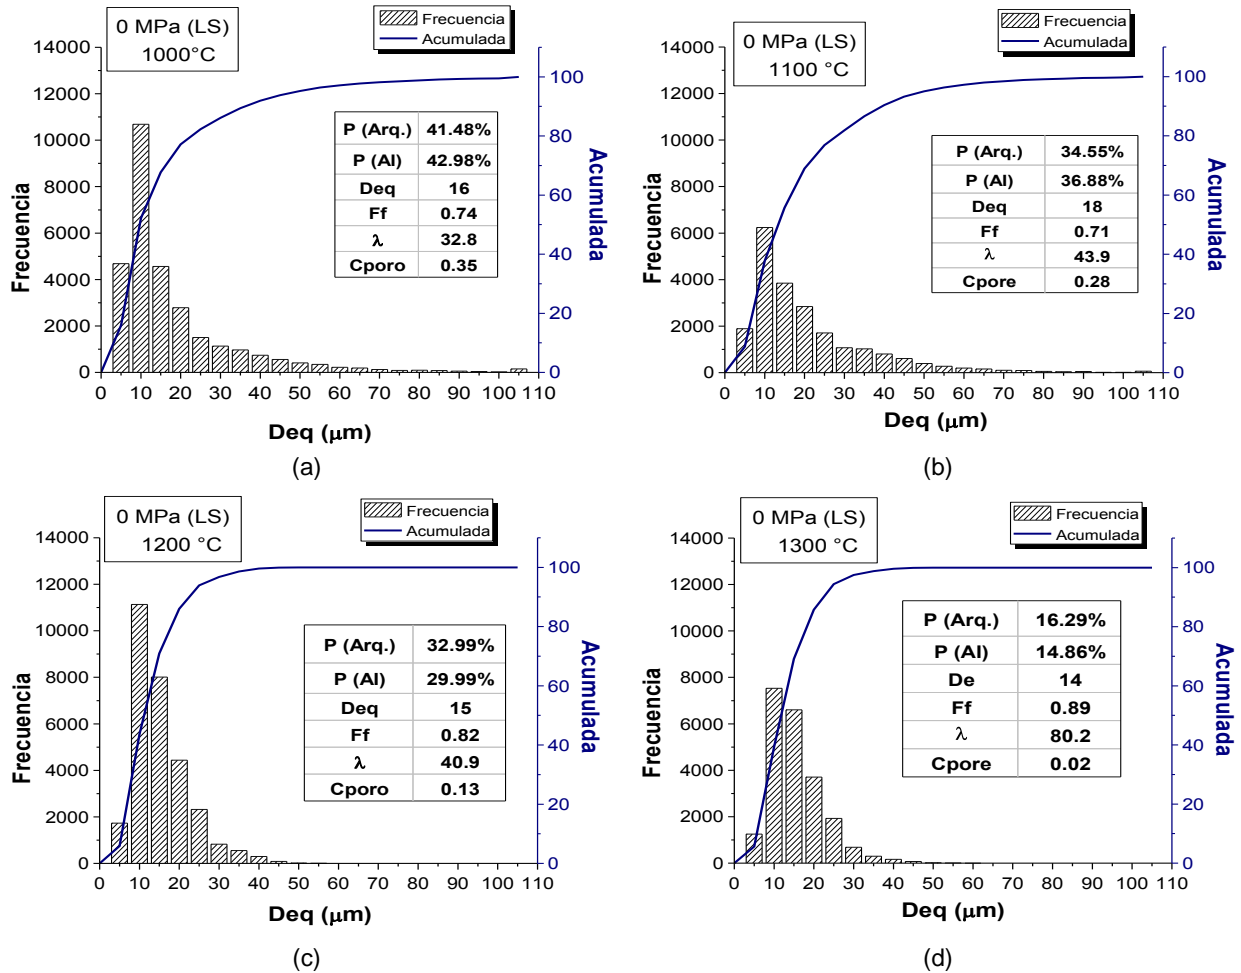 0 MPa (LS)
1000°C
Frecuencia
Acumulada
14000
12000
10000
8000
6000
4000
2000
0
Frecuencia
P (Arq.) 41.48%
P (Al) 42.98%
Deq 16
Ff 0.74
λ 32.8
Cporo 0.35
100
80
60
40
20
0
Acumulada
0 10 20 30 40 50 60 70 80 90 100 110
Deq (μm)
(a)
0 MPa (LS)
1100 °C
Frecuencia
Acumulada
14000
12000
10000
8000
6000
4000
2000
0
Frecuencia
P (Arq.) 34.55%
P (Al) 36.88%
Deq 18
Ff 0.71
λ 43.9
Cpore 0.28
100
80
60
40
20
0
Acumulada
0 10 20 30 40 50 60 70 80 90 100 110
Deq (μm)
(b)
0 MPa (LS)
1200 °C
Frecuencia
Acumulada
14000
12000
10000
8000
6000
4000
2000
0
Frecuencia
P (Arq.) 32.99%
P (Al) 29.99%
Deq 15
Ff 0.82
λ 40.9
Cporo 0.13
100
80
60
40
20
0
Acumulada
0 10 20 30 40 50 60 70 80 90 100 110
Deq (μm)
(c)
0 MPa (LS)
1300 °C
Frecuencia
Acumulada
14000
12000
10000
8000
6000
4000
2000
0
Frecuencia
P (Arq.) 16.29%
P (Al) 14.86%
De 14
Ff 0.89
λ 80.2
Cpore 0.02
100
80
60
40
20
0
Acumulada
0 10 20 30 40 50 60 70 80 90 100 110
Deq (μm)
(d)